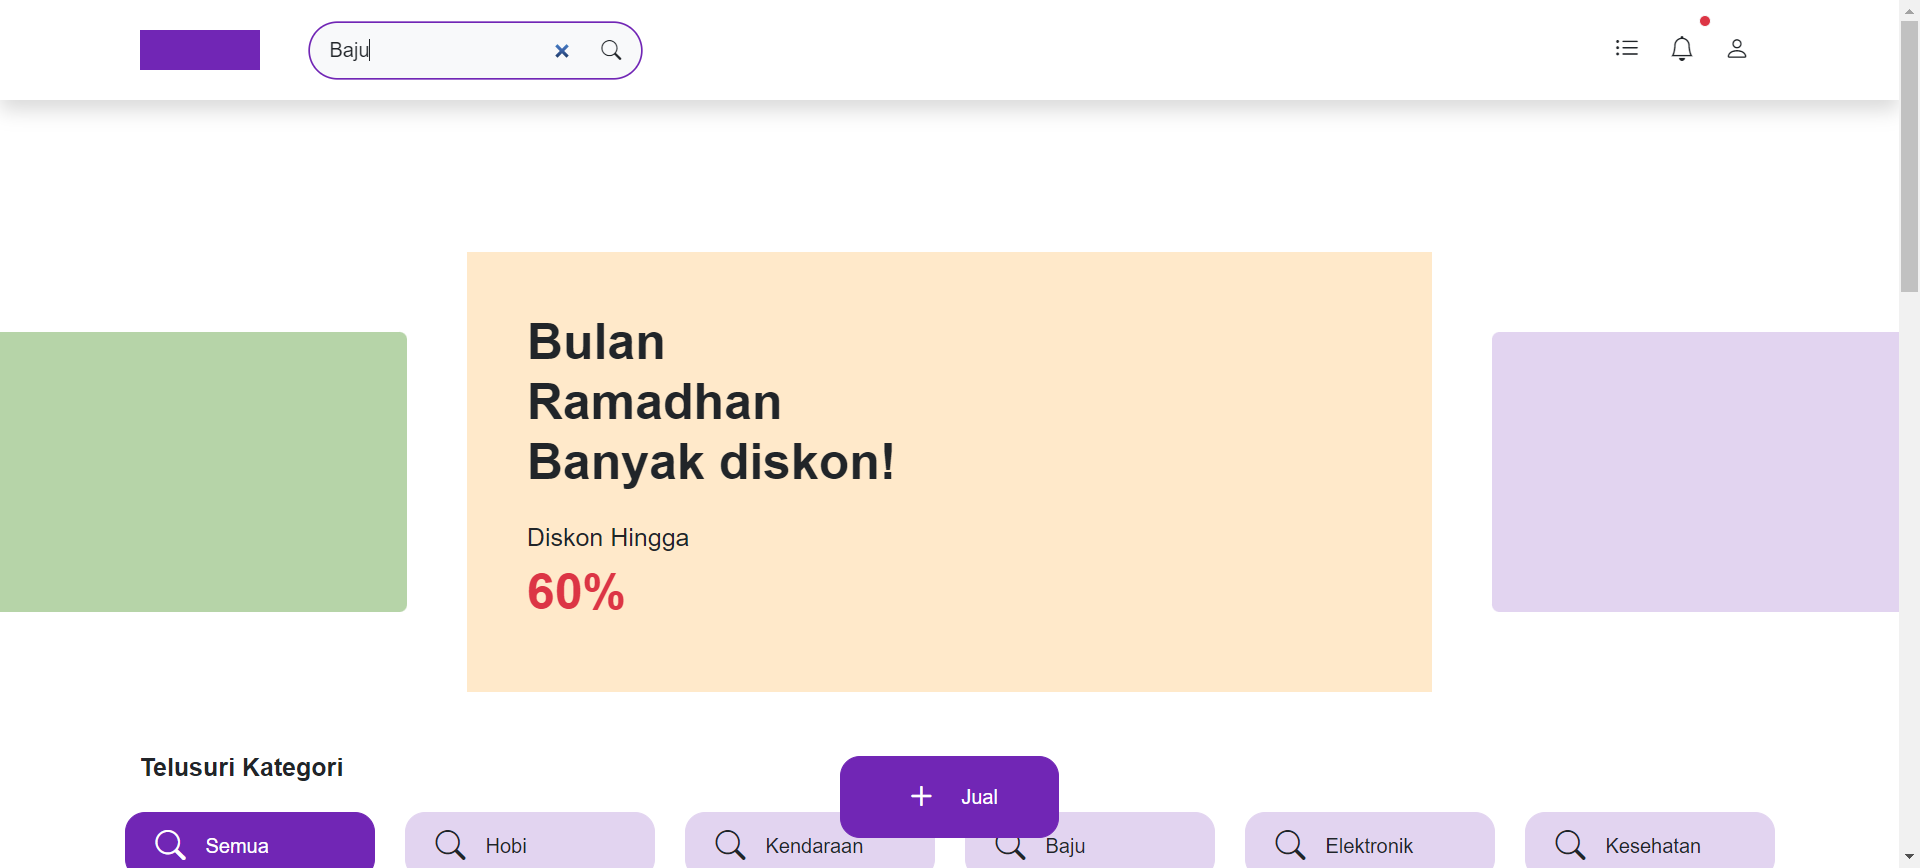 Baju
Bulan
Ramadhan
Banyak diskon!
Diskon Hingga
60%
Telusuri Kategori
Jual
Semua
Hobi
Kendaraan
Baju
Elektronik
Kesehatan